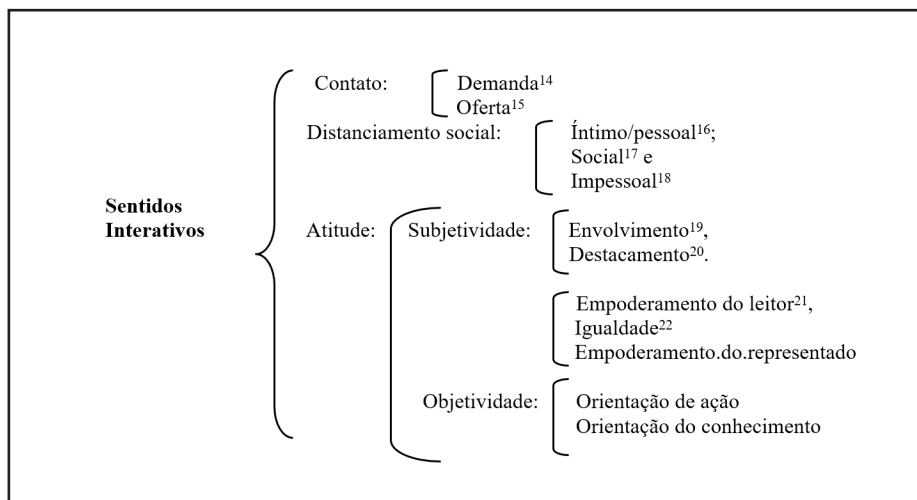 Contato: Demanda¹⁴
Oferta¹⁵
Distanciamento social: Íntimo/pessoal¹⁶;
Social¹⁷ e
Impessoal¹⁸
Sentidos
Interativos
Atitude: Subjetividade: Envolvimento¹⁹,
Destacamento²⁰.
Empoderamento do leitor²¹,
Igualdade²²
Empoderamento.do.representado
Objetividade: Orientação de ação
Orientação do conhecimento